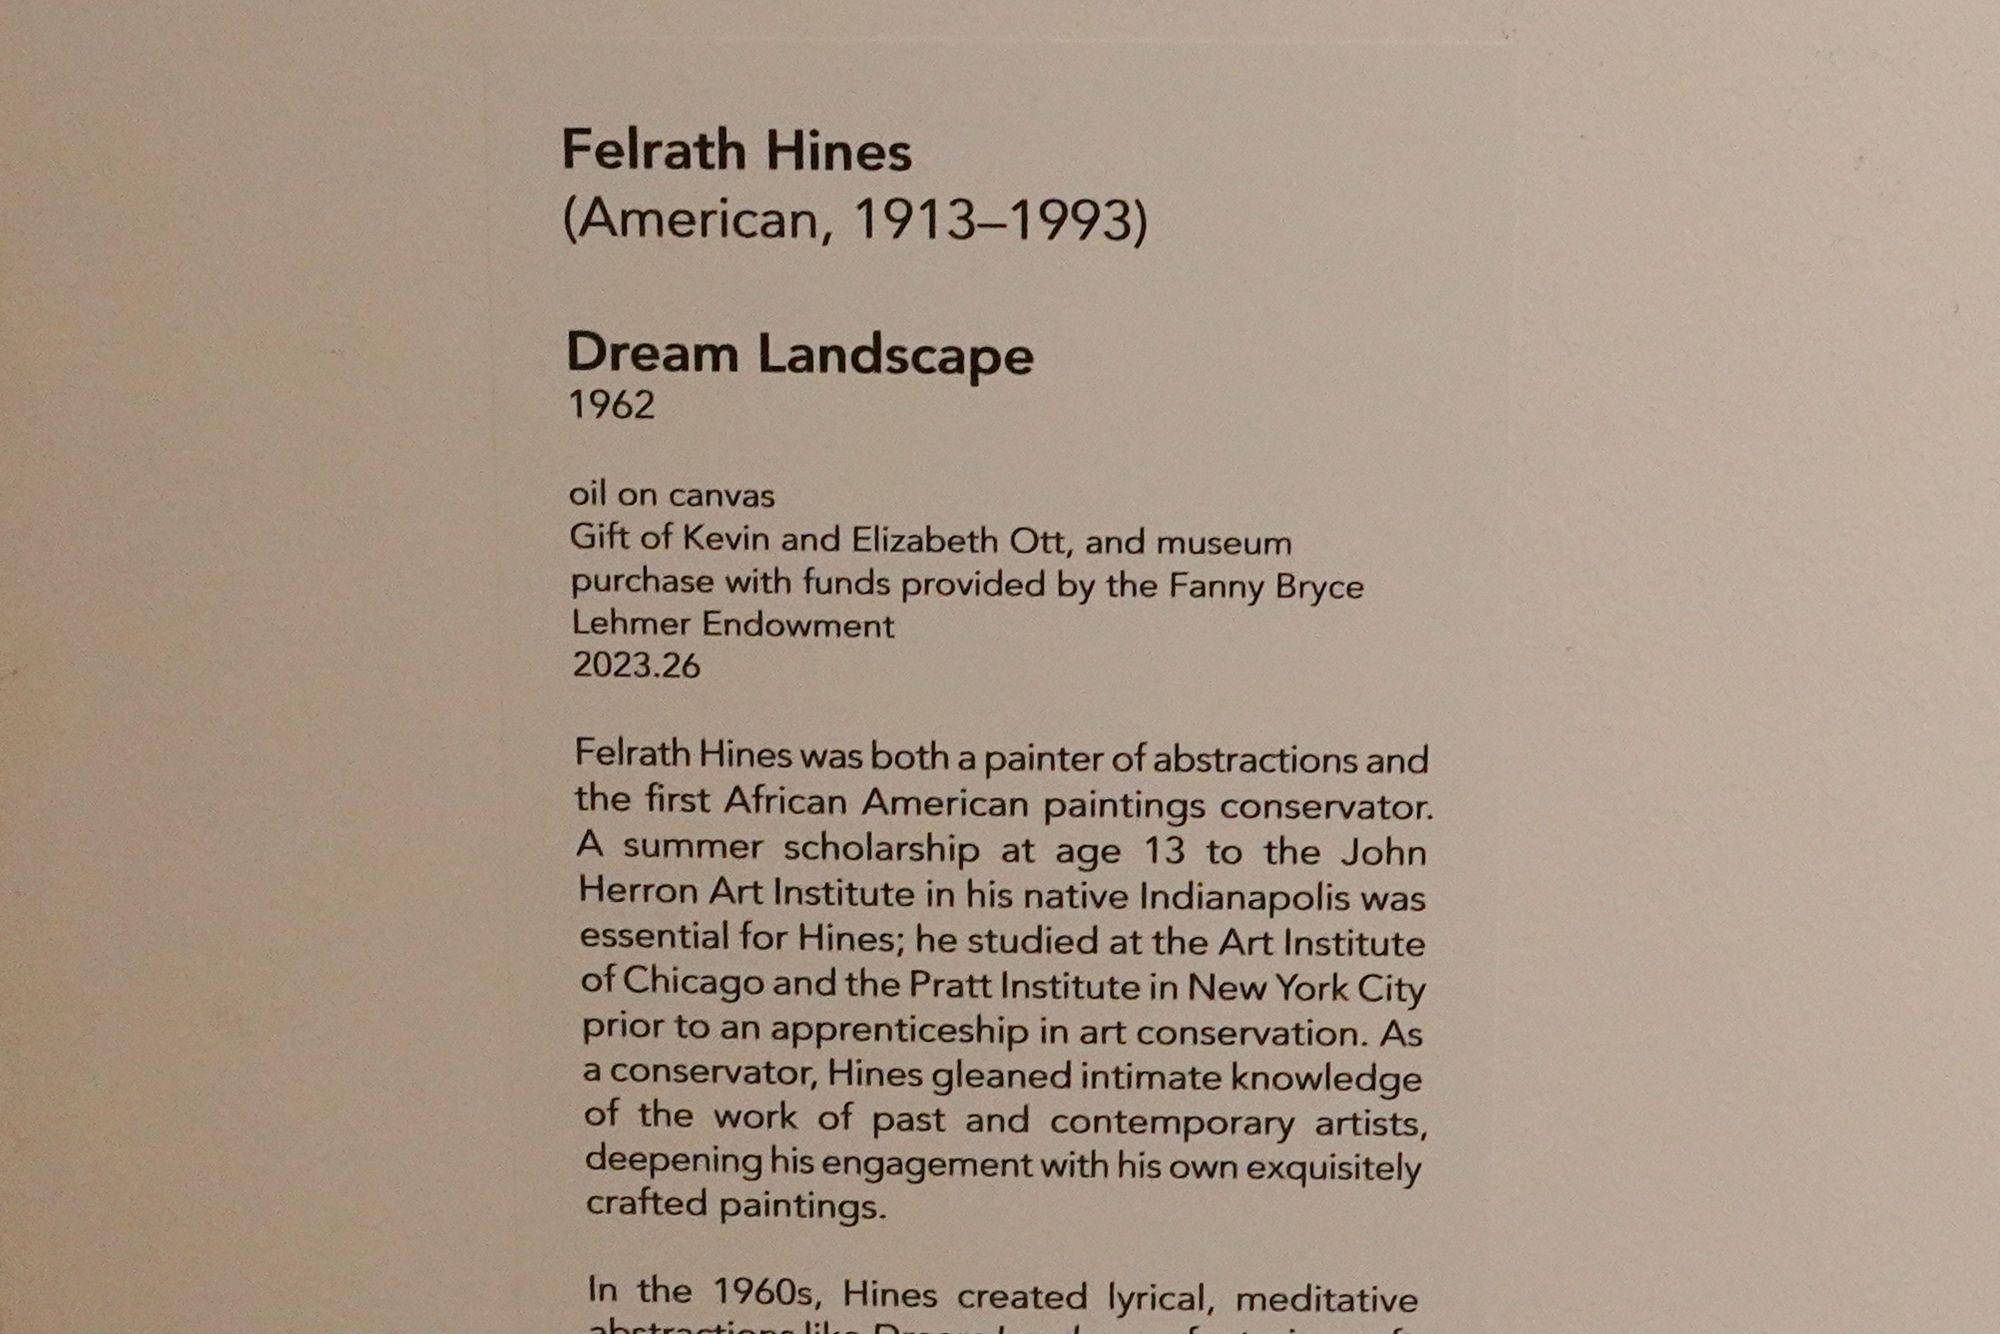 Felrath Hines
(American, 1913–1993)
Dream Landscape
1962
oil on canvas
Gift of Kevin and Elizabeth Ott, and museum
purchase with funds provided by the Fanny Bryce
Lehmer Endowment
2023.26
Felrath Hines was both a painter of abstractions and
the first African American paintings conservator.
A summer scholarship at age 13 to the John
Herron Art Institute in his native Indianapolis was
essential for Hines; he studied at the Art Institute
of Chicago and the Pratt Institute in New York City
prior to an apprenticeship in art conservation. As
a conservator, Hines gleaned intimate knowledge
of the work of past and contemporary artists,
deepening his engagement with his own exquisitely
crafted paintings.
In the 1960s, Hines created lyrical, meditative
abstractions like